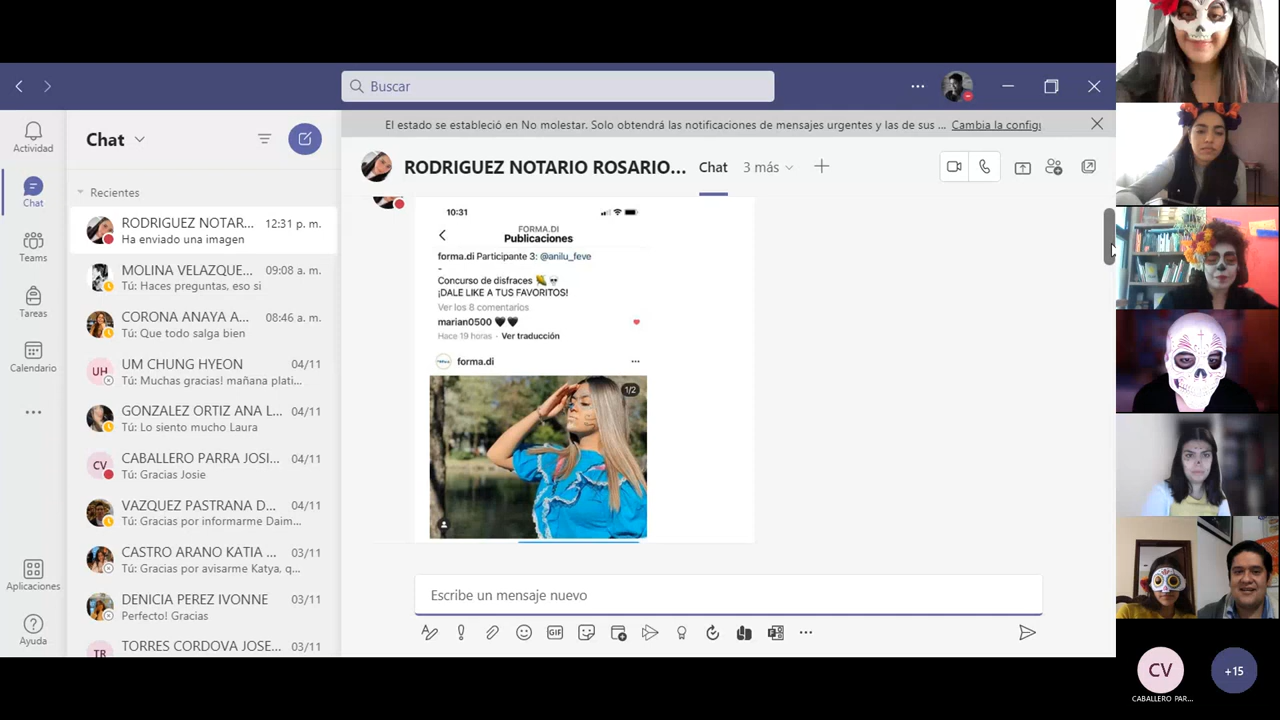 Buscar
El estado se estableció en No molestar. Solo obtendrá las notificaciones de mensajes urgentes y las de sus ... Cambia la configu
Actividad
Chat
Teams
Tareas
Calendario
Aplicaciones
Ayuda
Chat
Recientes
RODRIGUEZ NOTAR... 12:31 p. m.
Ha enviado una imagen
MOLINA VELAZQUE... 09:08 a. m.
Tú: Haces preguntas, eso si
CORONA ANAYA A... 08:46 a. m.
Tú: Que todo salga bien
UH UM CHUNG HYEON 04/11
Tú: Muchas gracias! mañana plati...
GONZALEZ ORTIZ ANA L... 04/11
Tú: Lo siento mucho Laura
CV CABALLERO PARRA JOSI... 04/11
Tú: Gracias Josie
VAZQUEZ PASTRANA D... 04/11
Tú: Gracias por informarme Daim...
CASTRO ARANO KATIA ... 03/11
Tú: Gracias por avisarme Katya, q...
DENICIA PEREZ IVONNE 03/11
Perfecto! Gracias
TR TORRES CORDOVA JOSE... 03/11
RODRIGUEZ NOTARIO ROSARIO... Chat 3 más
10:31
FORMA.DI
Publicaciones
forma.di Participante 3: @anilu_feve
-
Concurso de disfraces 🌽💀
¡DALE LIKE A TUS FAVORITOS!
Ver los 8 comentarios
marian0500 🖤🖤
Hace 19 horas · Ver traducción
forma.di
1/2
Escribe un mensaje nuevo
GIF
CV +15
CABALLERO PAR...